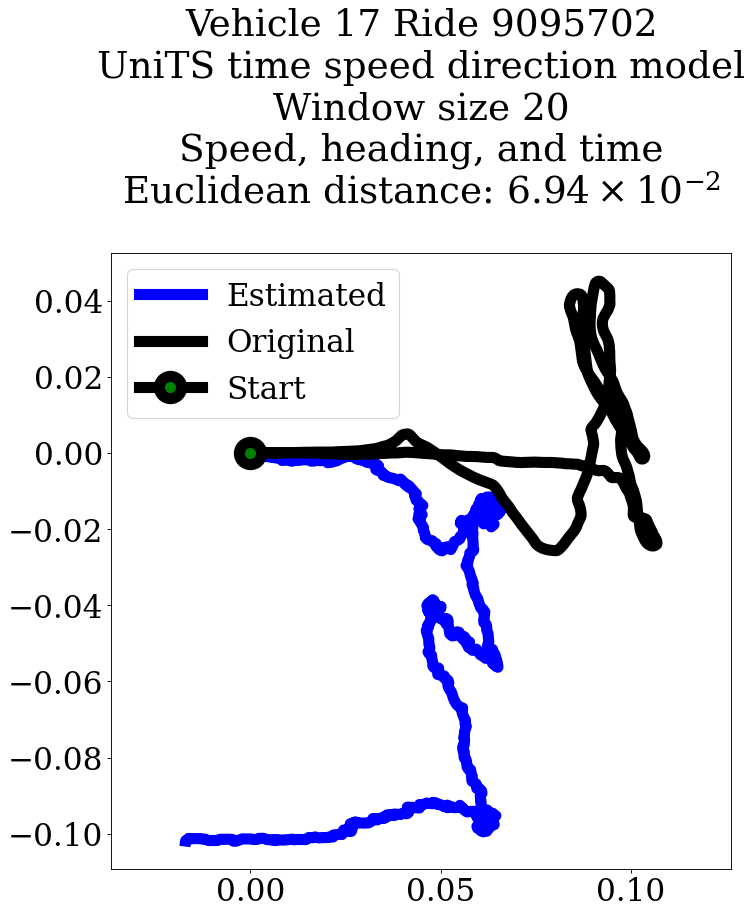 Vehicle 17 Ride 9095702
UniTS time speed direction model
Window size 20
Speed, heading, and time
Euclidean distance: 6.94 × 10⁻²
Estimated
Original
Start
0.04
0.02
0.00
−0.02
−0.04
−0.06
−0.08
−0.10
0.00 0.05 0.10